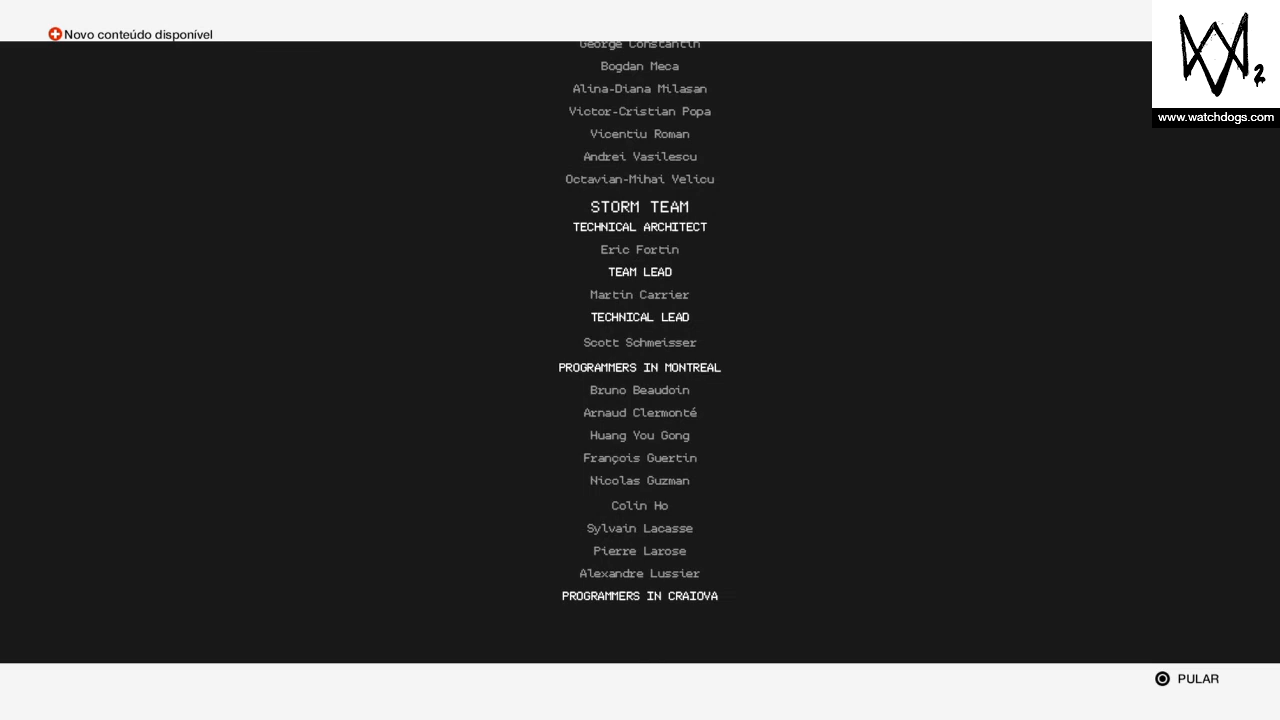 Novo conteúdo disponível
2
www.watchdogs.com
George Constantin
Bogdan Meca
Alina-Diana Milasan
Victor-Cristian Popa
Vicentiu Roman
Andrei Vasilescu
Octavian-Mihai Velicu
STORM TEAM
TECHNICAL ARCHITECT
Eric Fortin
TEAM LEAD
Martin Carrier
TECHNICAL LEAD
Scott Schmeisser
PROGRAMMERS IN MONTREAL
Bruno Beaudoin
Arnaud Clermonté
Huang You Gong
François Guertin
Nicolas Guzman
Colin Ho
Sylvain Lacasse
Pierre Larose
Alexandre Lussier
PROGRAMMERS IN CRAIOVA
PULAR